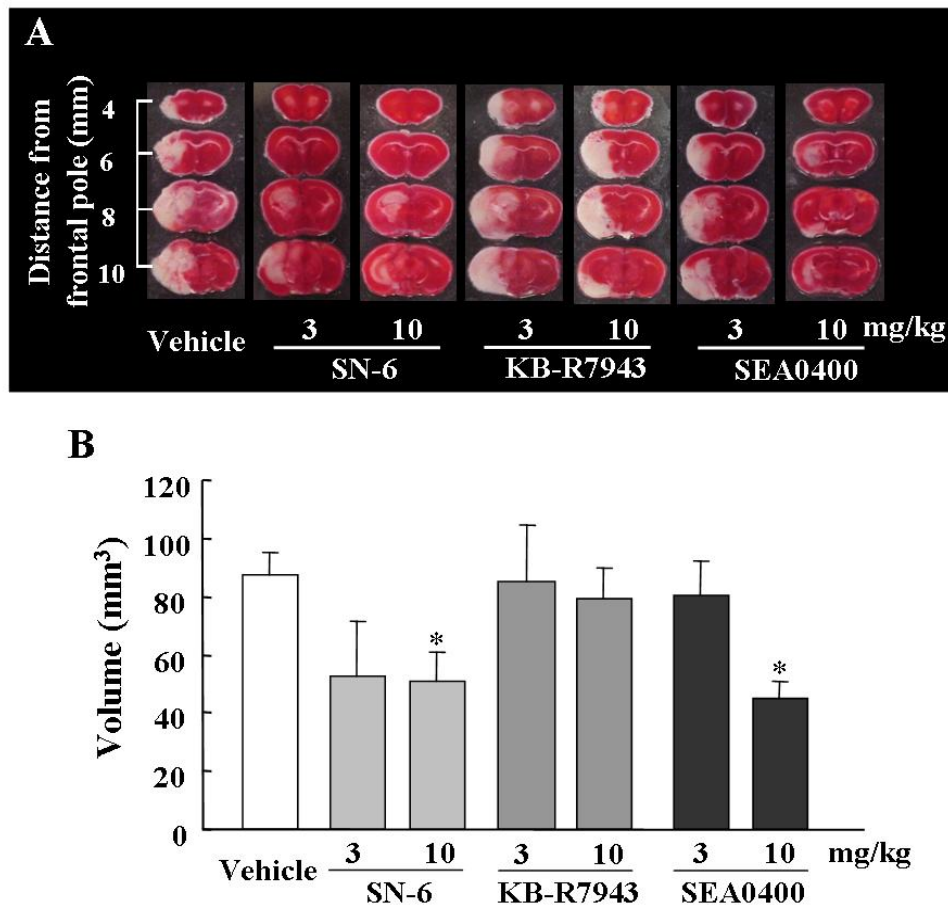 A
Distance from
frontal pole (mm)
4
6
8
10
Vehicle
3 10 3 10 3 10 mg/kg
SN-6 KB-R7943 SEA0400
B
Volume (mm³)
120
100
80
60
40
20
0
* *
Vehicle
3 10 3 10 3 10 mg/kg
SN-6 KB-R7943 SEA0400